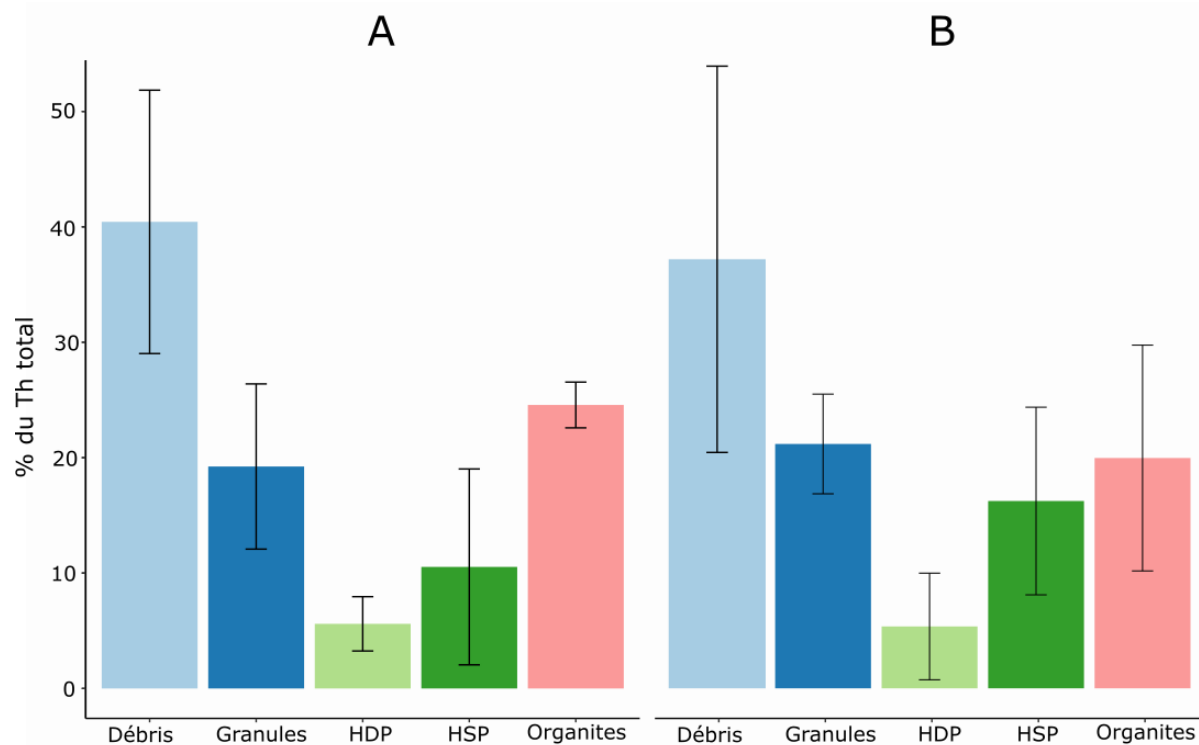 A
B
% du Th total
50
40
30
20
10
0
Débris Granules HDP HSP Organites
Débris Granules HDP HSP Organites